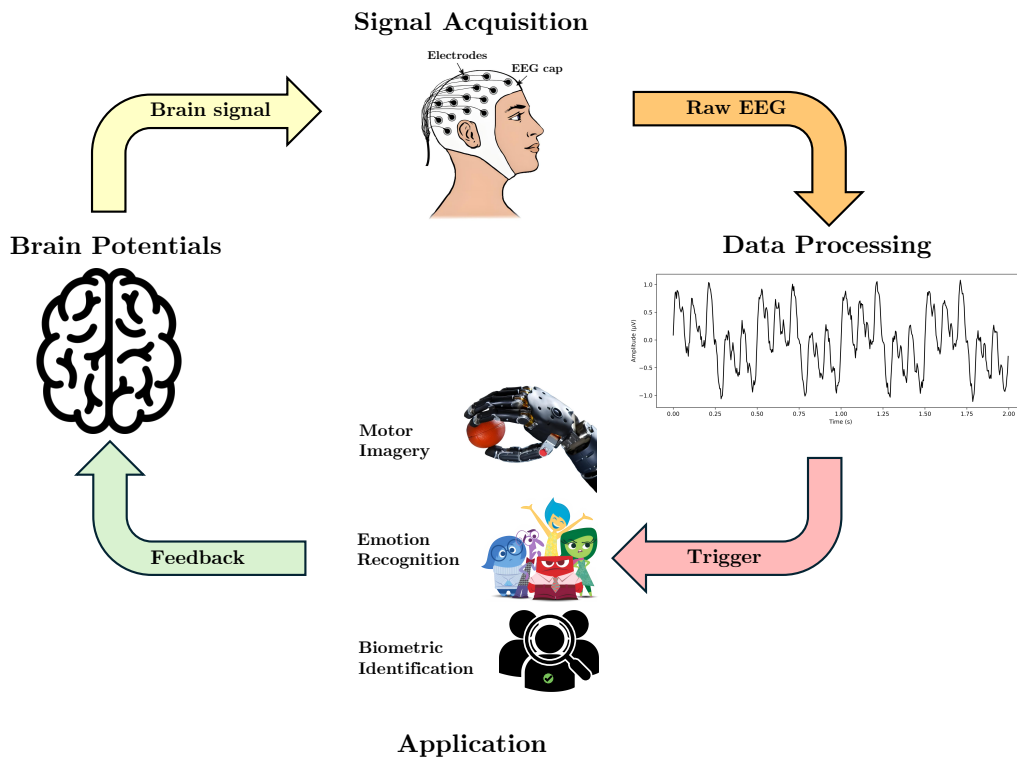 Signal Acquisition
Electrodes
EEG cap
Brain signal
Raw EEG
Brain Potentials
Data Processing
1.0
0.5
0.0
−0.5
−1.0
Amplitude (μV)
0.00 0.25 0.50 0.75 1.00 1.25 1.50 1.75 2.00
Time (s)
Motor
Imagery
Emotion
Recognition
Feedback
Trigger
Biometric
Identification
Application